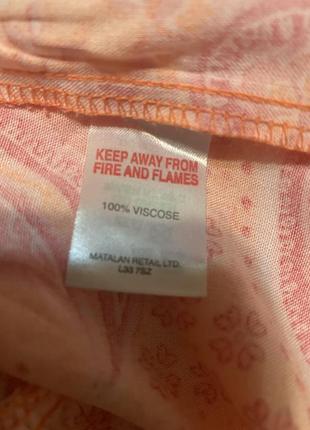 KEEP AWAY FROM
FIRE AND FLAMES
100% VISCOSE
MATALAN RETAIL LTD.
L33 7SZ